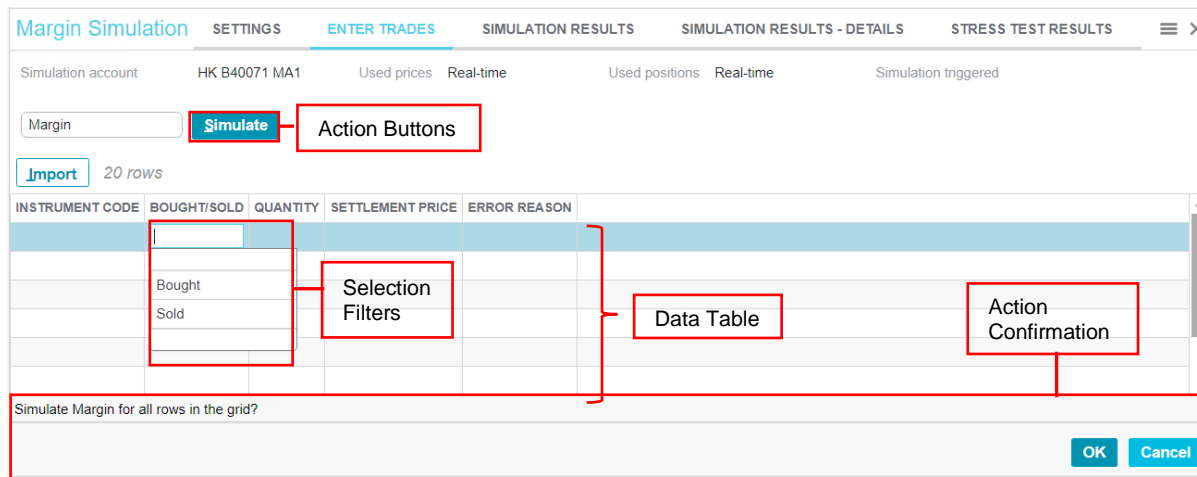 Margin Simulation SETTINGS ENTER TRADES SIMULATION RESULTS SIMULATION RESULTS - DETAILS STRESS TEST RESULTS
Simulation account HK B40071 MA1 Used prices Real-time Used positions Real-time Simulation triggered
Margin Simulate Action Buttons
Import 20 rows
INSTRUMENT CODE BOUGHT/SOLD QUANTITY SETTLEMENT PRICE ERROR REASON
Bought
Sold
Selection
Filters
Data Table
Action
Confirmation
Simulate Margin for all rows in the grid?
OK Cancel